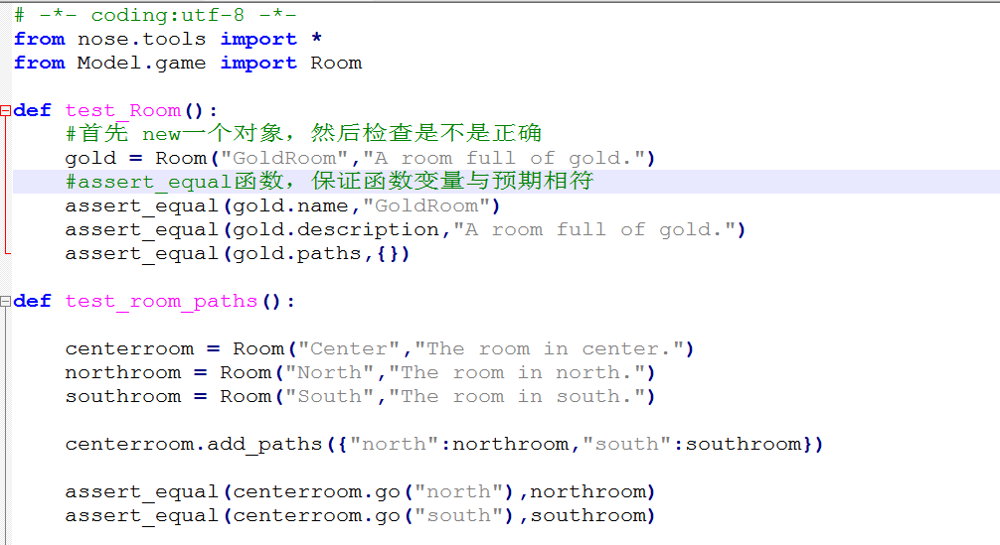 # -*- coding:utf-8 -*-
from nose.tools import *
from Model.game import Room
def test_Room():
#首先 new一个对象，然后检查是不是正确
gold = Room("GoldRoom","A room full of gold.")
#assert_equal函数，保证函数变量与预期相符
assert_equal(gold.name,"GoldRoom")
assert_equal(gold.description,"A room full of gold.")
assert_equal(gold.paths,{})
def test_room_paths():
centerroom = Room("Center","The room in center.")
northroom = Room("North","The room in north.")
southroom = Room("South","The room in south.")
centerroom.add_paths({"north":northroom,"south":southroom})
assert_equal(centerroom.go("north"),northroom)
assert_equal(centerroom.go("south"),southroom)